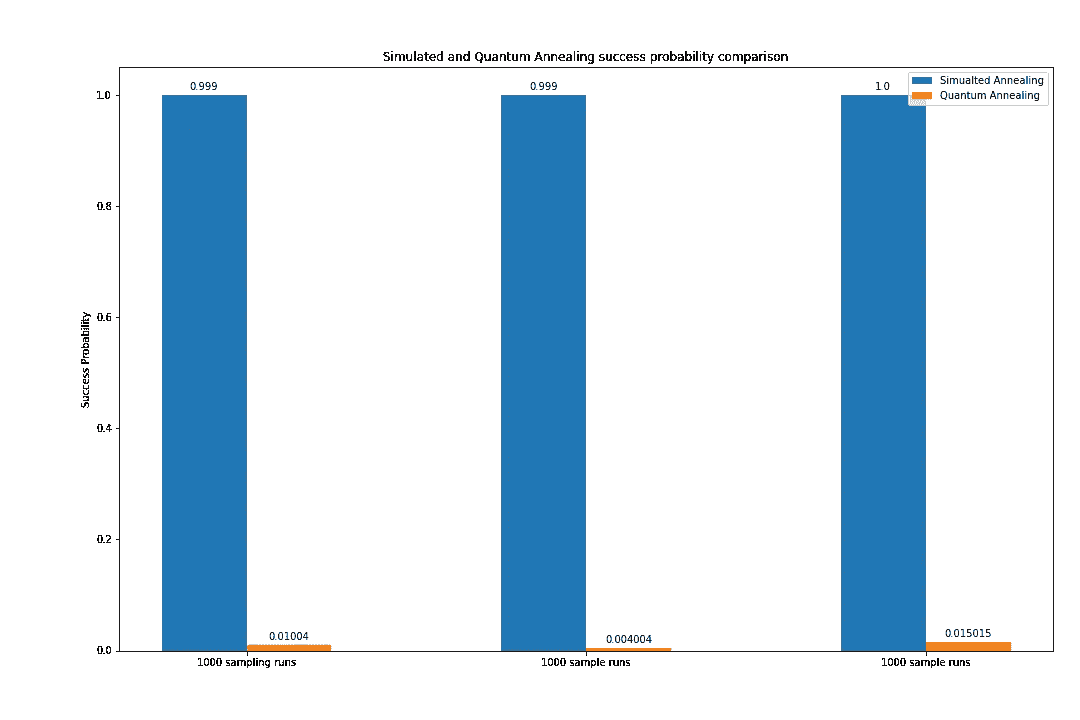 Simulated and Quantum Annealing success probability comparison
0.999
0.999
1.0
Simualted Annealing
Quantum Annealing
1.0
0.8
0.6
0.4
0.2
0.0
Success Probability
0.01004
0.004004
0.015015
1000 sampling runs
1000 sample runs
1000 sample runs